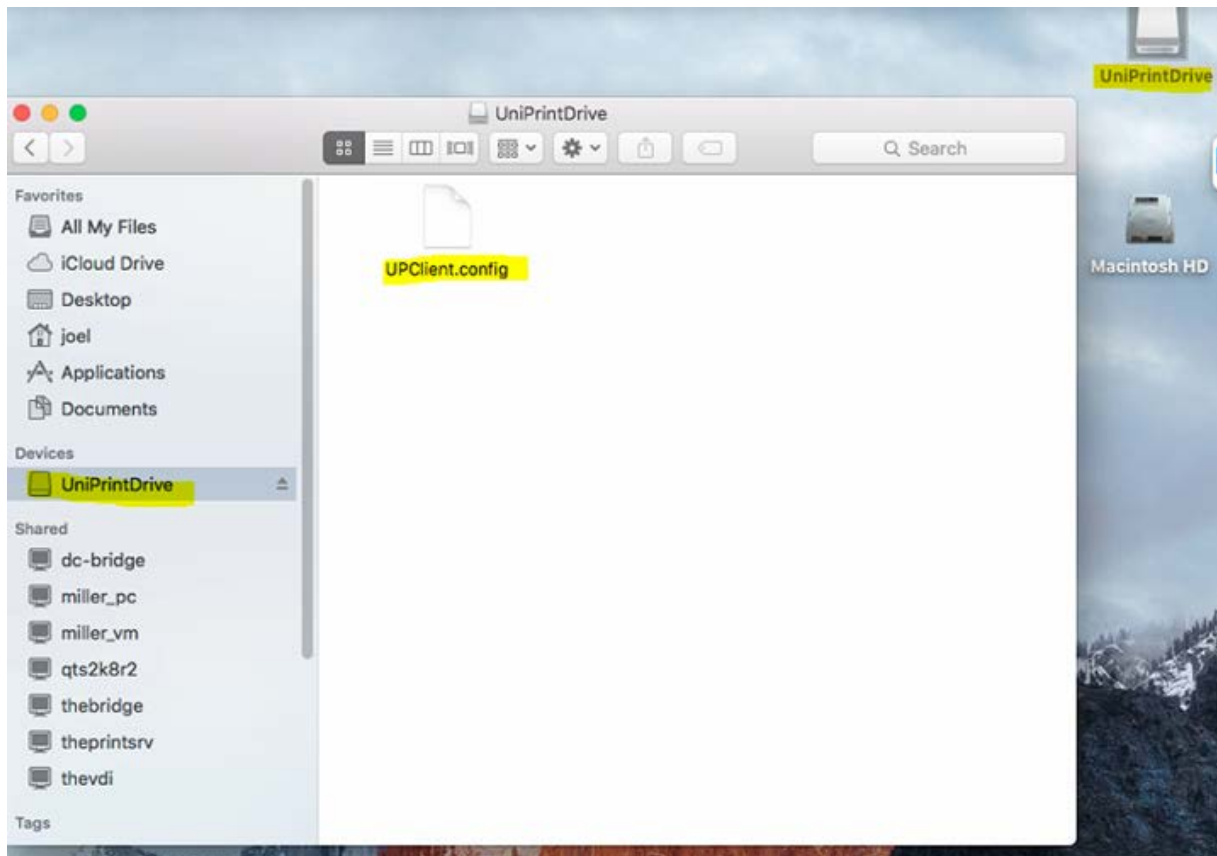 UniPrintDrive
UniPrintDrive
Search
Favorites
All My Files
iCloud Drive
Desktop
joel
Applications
Documents
Devices
UniPrintDrive
Shared
dc-bridge
miller_pc
miller_vm
qts2k8r2
thebridge
theprintsrv
thevdi
Tags
UPClient.config
Macintosh HD